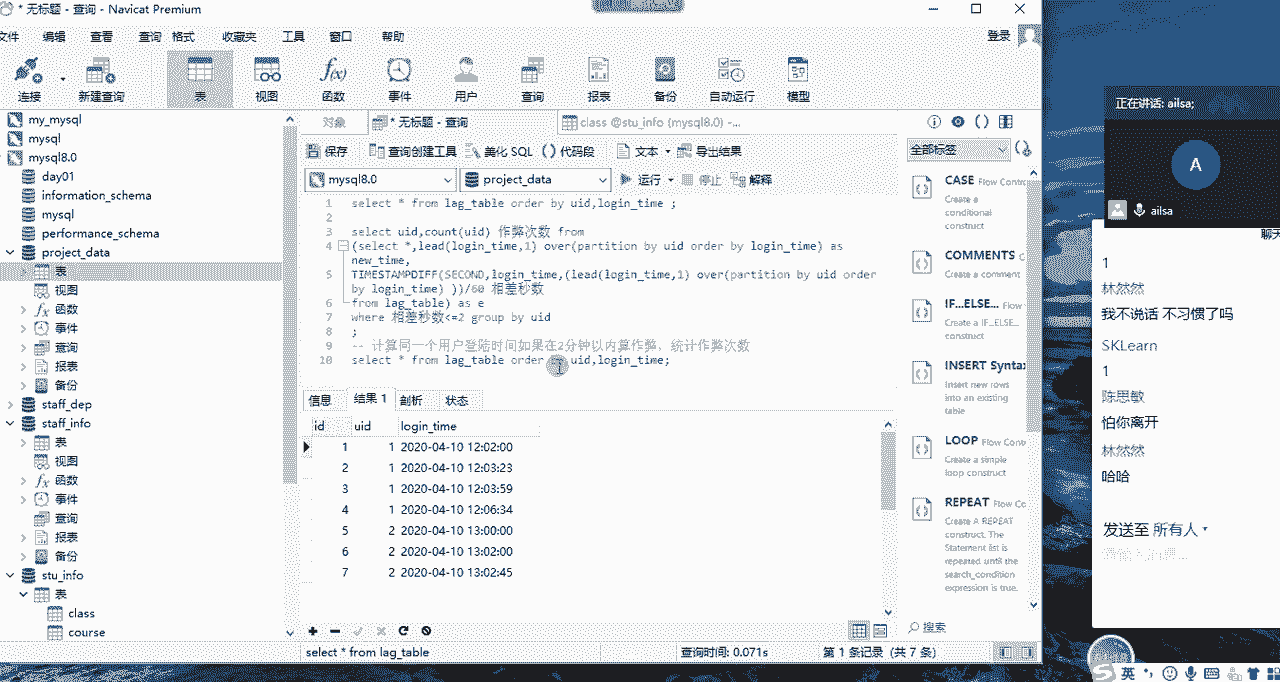 * 无标题 - 查询 - Navicat Premium
文件 编辑 查看 查询 格式 收藏夹 工具 窗口 帮助 登录
连接 新建查询 表 视图 函数 事件 用户 查询 报表 备份 自动运行 模型
my_mysql
mysql
mysql8.0
day01
information_schema
mysql
performance_schema
project_data
表
视图
函数
事件
查询
报表
备份
staff_dep
staff_info
表
视图
函数
事件
查询
报表
备份
stu_info
表
class
course
对象 * 无标题 - 查询 class @stu_info (mysql8.0) -...
保存 查询创建工具 美化 SQL () 代码段 文本 导出结果
mysql8.0 project_data 运行 停止 解释
1 select * from lag_table order by uid,login_time ;
2
3 select uid,count(uid) 作弊次数 from
4 (select *,lead(login_time,1) over(partition by uid order by login_time) as
new_time,
5 TIMESTAMPDIFF(SECOND,login_time,(lead(login_time,1) over(partition by uid order
by login_time) ))/60 相差秒数
6 from lag_table) as e
7 where 相差秒数<=2 group by uid
8 ;
9 -- 计算同一个用户登陆时间如果在2分钟以内算作弊，统计作弊次数
10 select * from lag_table order by uid,login_time;
信息 结果 1 剖析 状态
id uid login_time
1 1 2020-04-10 12:02:00
2 1 2020-04-10 12:03:23
3 1 2020-04-10 12:03:59
4 1 2020-04-10 12:06:34
5 2 2020-04-10 13:00:00
6 2 2020-04-10 13:02:00
7 2 2020-04-10 13:02:45
select * from lag_table 查询时间: 0.071s 第 1 条记录 (共 7 条)
全部标签
CASE Flow Contr
Create a
conditional
construct
COMMENTS C
Create a comment
IF...ELSE... Flow
Create a IF...ELSE...
construct
INSERT Syntax
Insert new rows
into an existing
table
LOOP Flow Contr
Create a simple
loop construct
REPEAT Flow Co
Create A REPEAT
construct. The
Statement list is
repeated until the
search_condition
expression is true.
搜索
正在讲话: ailsa;
A
ailsa
聊天
1
林然然
我不说话 不习惯了吗
SKLearn
1
陈思敏
怕你离开
林然然
哈哈
发送至 所有人
英